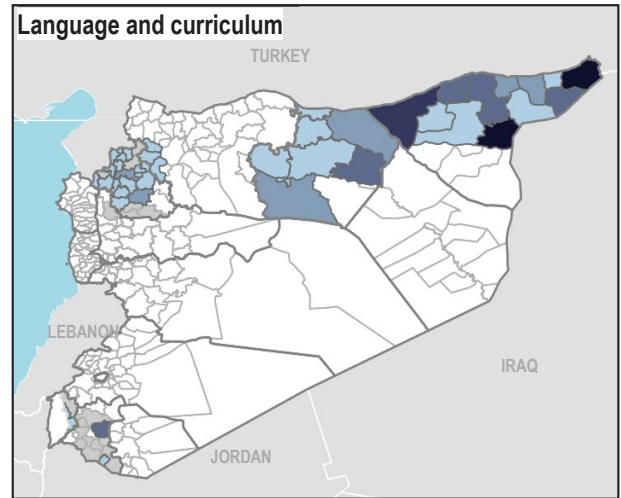 Language and curriculum
TURKEY
LEBANON
IRAQ
JORDAN